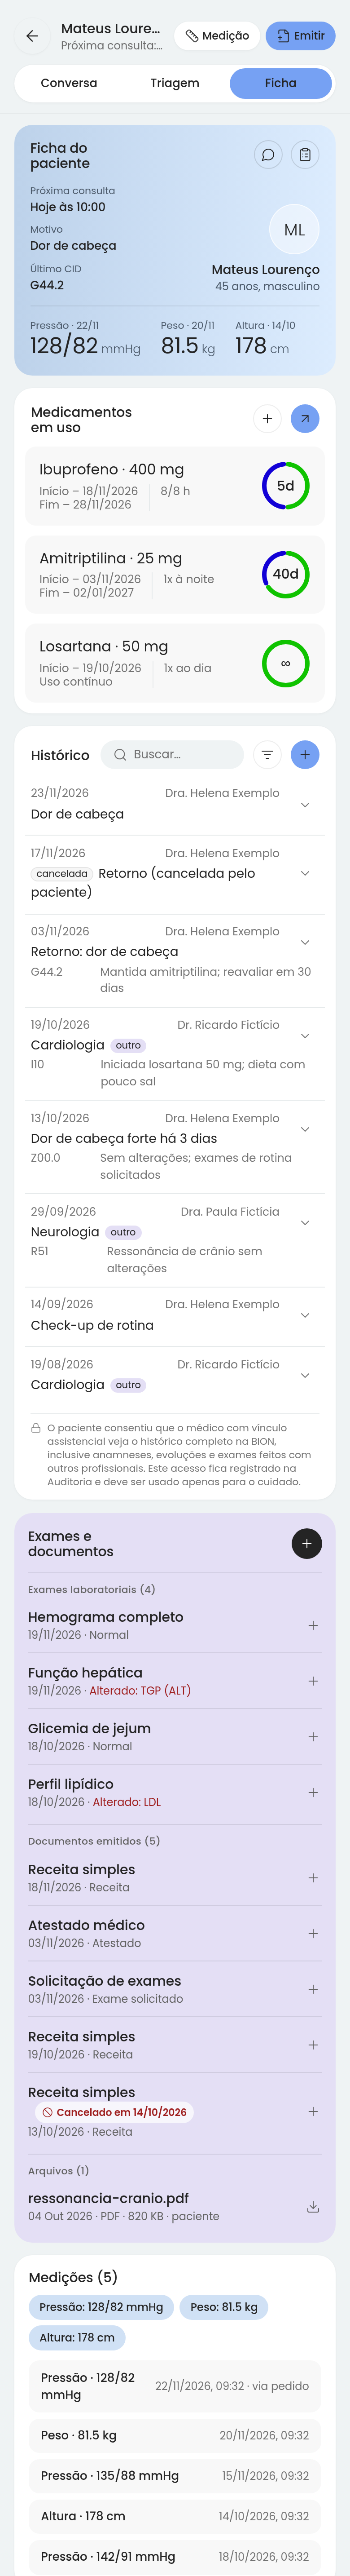 Mateus Loure...
Próxima consulta:...
Medição
Emitir
Conversa
Triagem
Ficha
Ficha do
paciente
Próxima consulta
Hoje às 10:00
Motivo
Dor de cabeça
Último CID
G44.2
ML
Mateus Lourenço
45 anos, masculino
Pressão · 22/11
128/82 mmHg
Peso · 20/11
81.5 kg
Altura · 14/10
178 cm
Medicamentos
em uso
Ibuprofeno · 400 mg
Início – 18/11/2026
Fim – 28/11/2026
8/8 h
5d
Amitriptilina · 25 mg
Início – 03/11/2026
Fim – 02/01/2027
1x à noite
40d
Losartana · 50 mg
Início – 19/10/2026
Uso contínuo
1x ao dia
∞
Histórico
Buscar...
23/11/2026 Dra. Helena Exemplo
Dor de cabeça
17/11/2026 Dra. Helena Exemplo
cancelada Retorno (cancelada pelo
paciente)
03/11/2026 Dra. Helena Exemplo
Retorno: dor de cabeça
G44.2 Mantida amitriptilina; reavaliar em 30
dias
19/10/2026 Dr. Ricardo Fictício
Cardiologia outro
I10 Iniciada losartana 50 mg; dieta com
pouco sal
13/10/2026 Dra. Helena Exemplo
Dor de cabeça forte há 3 dias
Z00.0 Sem alterações; exames de rotina
solicitados
29/09/2026 Dra. Paula Fictícia
Neurologia outro
R51 Ressonância de crânio sem
alterações
14/09/2026 Dra. Helena Exemplo
Check-up de rotina
19/08/2026 Dr. Ricardo Fictício
Cardiologia outro
O paciente consentiu que o médico com vínculo
assistencial veja o histórico completo na BION,
inclusive anamneses, evoluções e exames feitos com
outros profissionais. Este acesso fica registrado na
Auditoria e deve ser usado apenas para o cuidado.
Exames e
documentos
Exames laboratoriais (4)
Hemograma completo
19/11/2026 · Normal
Função hepática
19/11/2026 · Alterado: TGP (ALT)
Glicemia de jejum
18/10/2026 · Normal
Perfil lipídico
18/10/2026 · Alterado: LDL
Documentos emitidos (5)
Receita simples
18/11/2026 · Receita
Atestado médico
03/11/2026 · Atestado
Solicitação de exames
03/11/2026 · Exame solicitado
Receita simples
19/10/2026 · Receita
Receita simples
Cancelado em 14/10/2026
13/10/2026 · Receita
Arquivos (1)
ressonancia-cranio.pdf
04 Out 2026 · PDF · 820 KB · paciente
Medições (5)
Pressão: 128/82 mmHg
Peso: 81.5 kg
Altura: 178 cm
Pressão · 128/82
mmHg
22/11/2026, 09:32 · via pedido
Peso · 81.5 kg 20/11/2026, 09:32
Pressão · 135/88 mmHg 15/11/2026, 09:32
Altura · 178 cm 14/10/2026, 09:32
Pressão · 142/91 mmHg 18/10/2026, 09:32